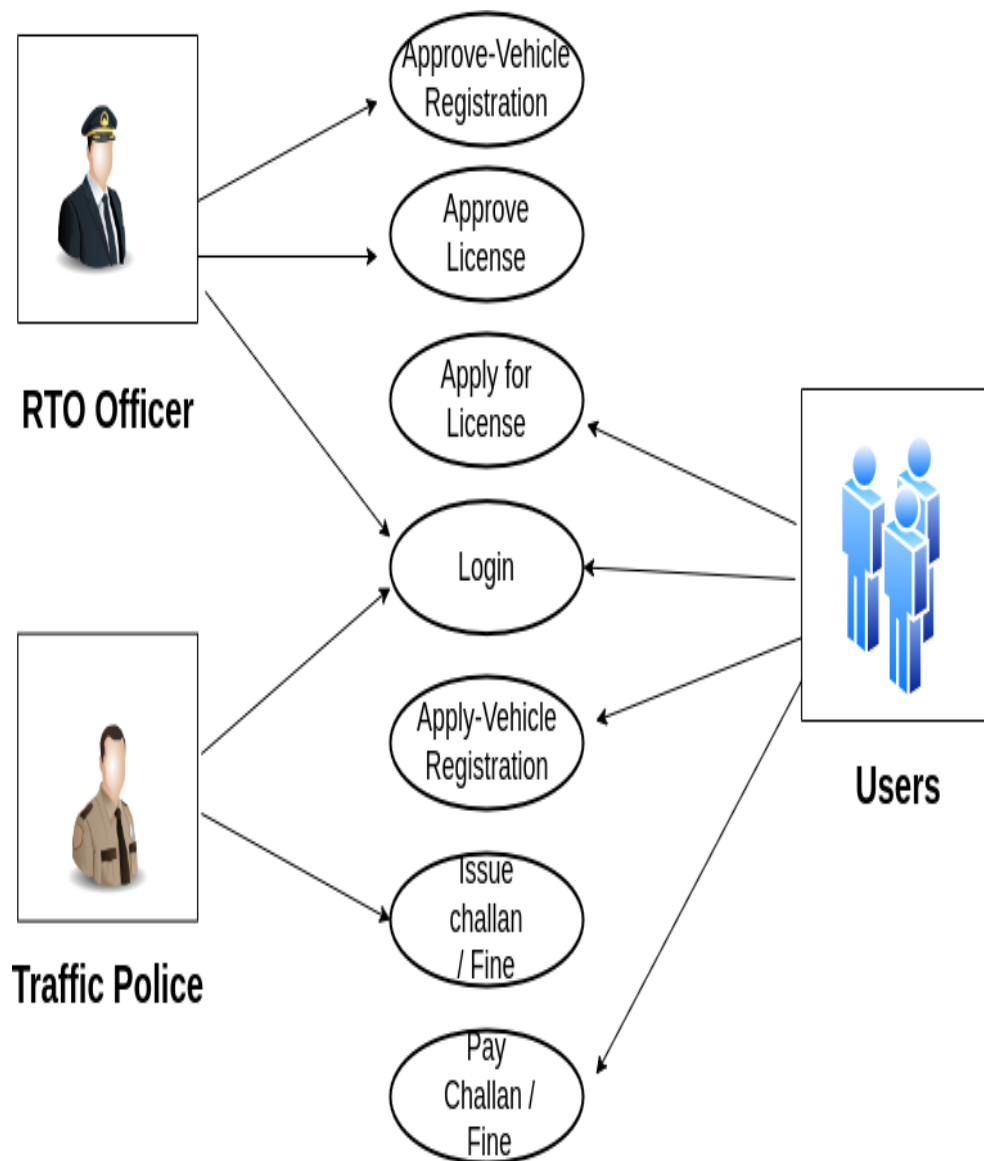 Approve-Vehicle
Registration
Approve
License
RTO Officer
Apply for
License
Login
Apply-Vehicle
Registration
Users
Issue
challan
/ Fine
Traffic Police
Pay
Challan /
Fine